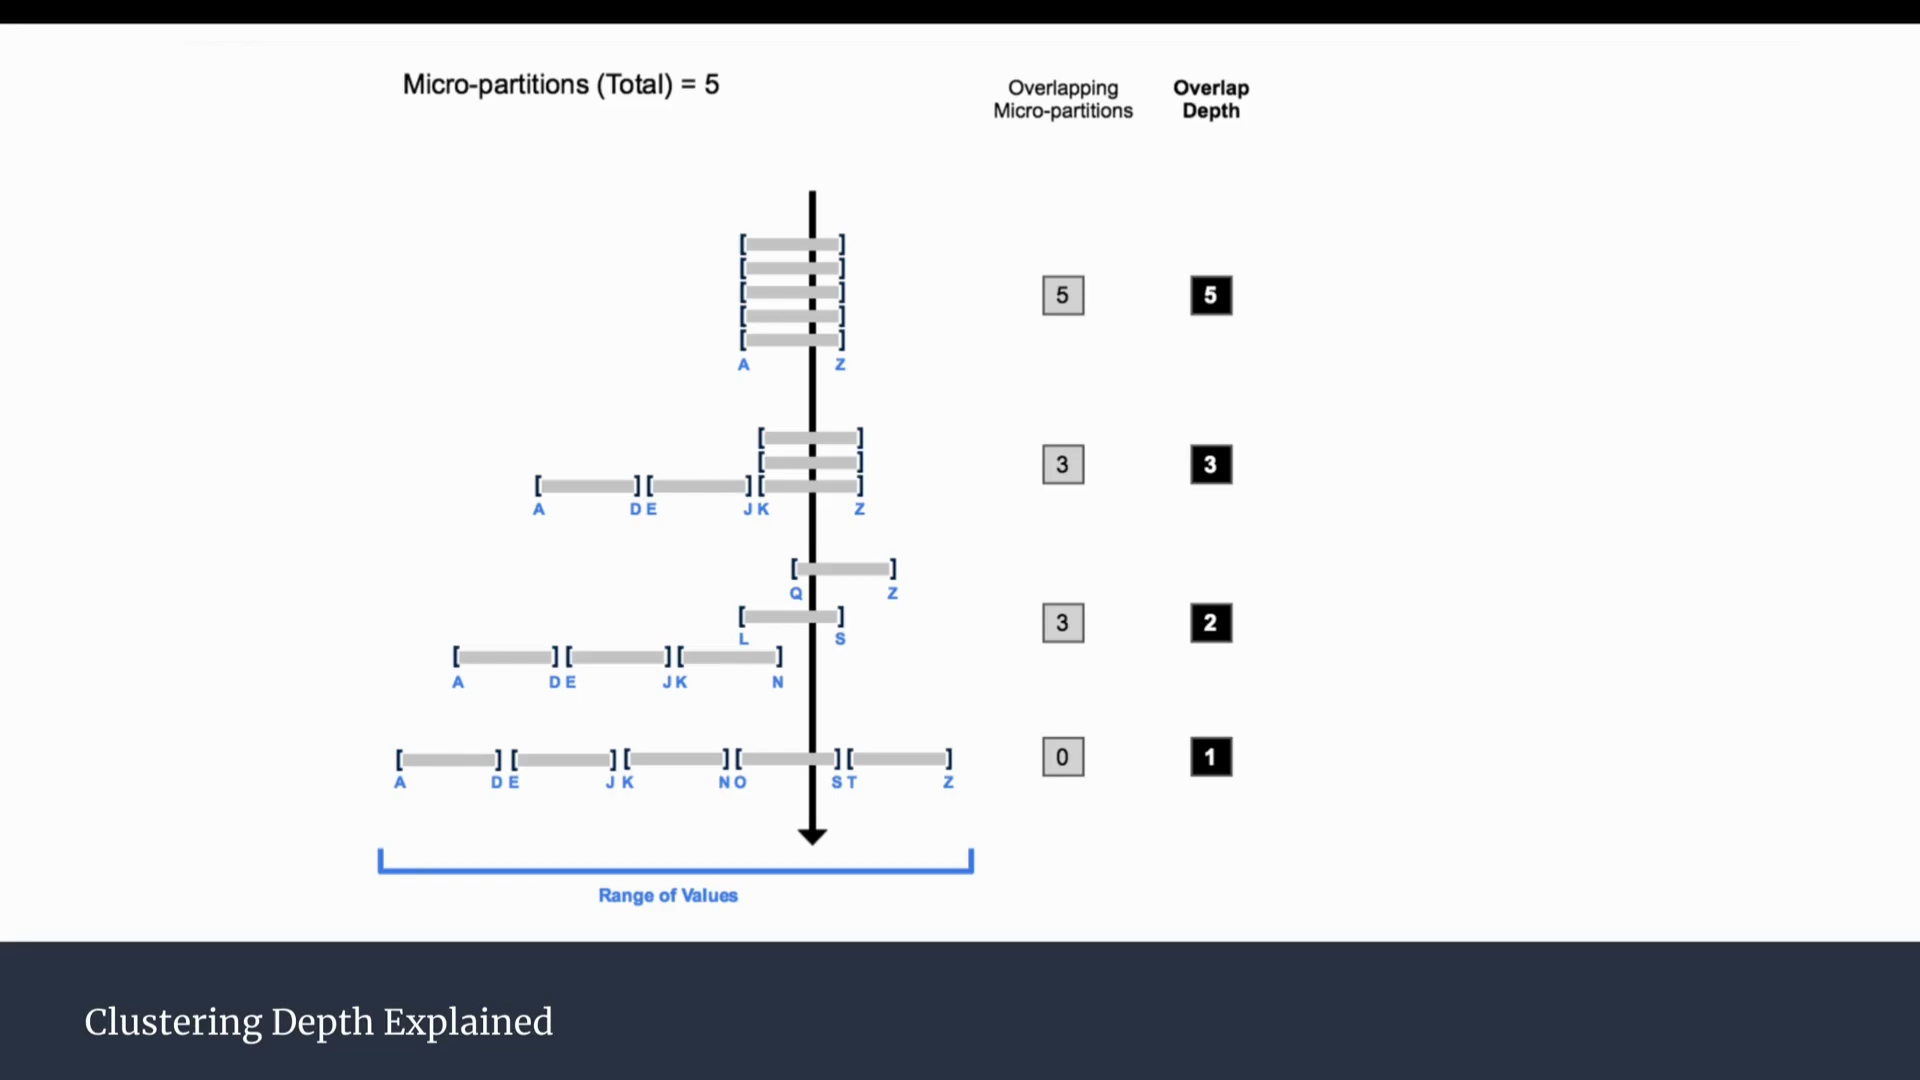 Micro-partitions (Total) = 5
Overlapping
Micro-partitions
Overlap
Depth
5
5
A Z
3
3
A D E J K Z
Q Z
3
2
L S
A D E J K N
0
1
A D E J K N O S T Z
Range of Values
Clustering Depth Explained